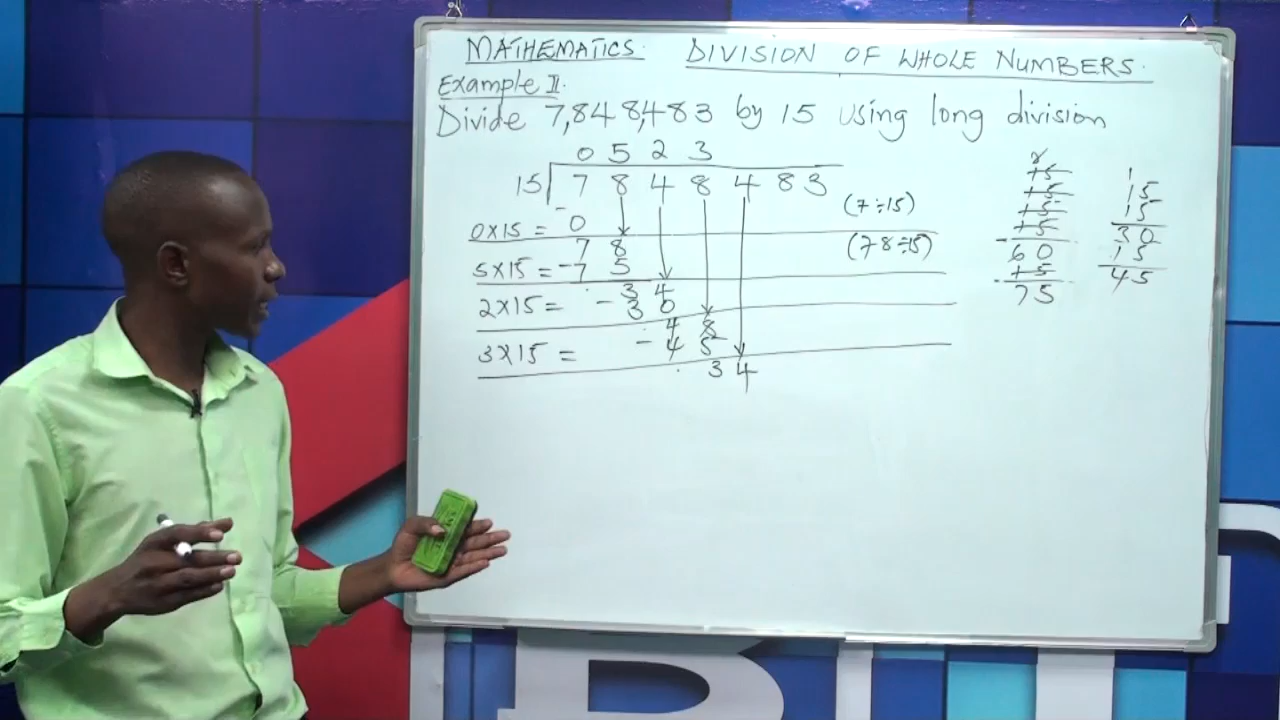 MATHEMATICS. DIVISION OF WHOLE NUMBERS.
Example II.
Divide 7,848,483 by 15 using long division
0 5 2 3
15 7 8 4 8 4 8 3
(7÷15)
0x15 = - 0
7 8 (78÷15)
5x15 = - 7 5
3 4
2x15 = - 3 0
4 8
3x15 = - 4 5
3 4
15
15
15
15
- 60
15
75
1
15
15
30
15
45